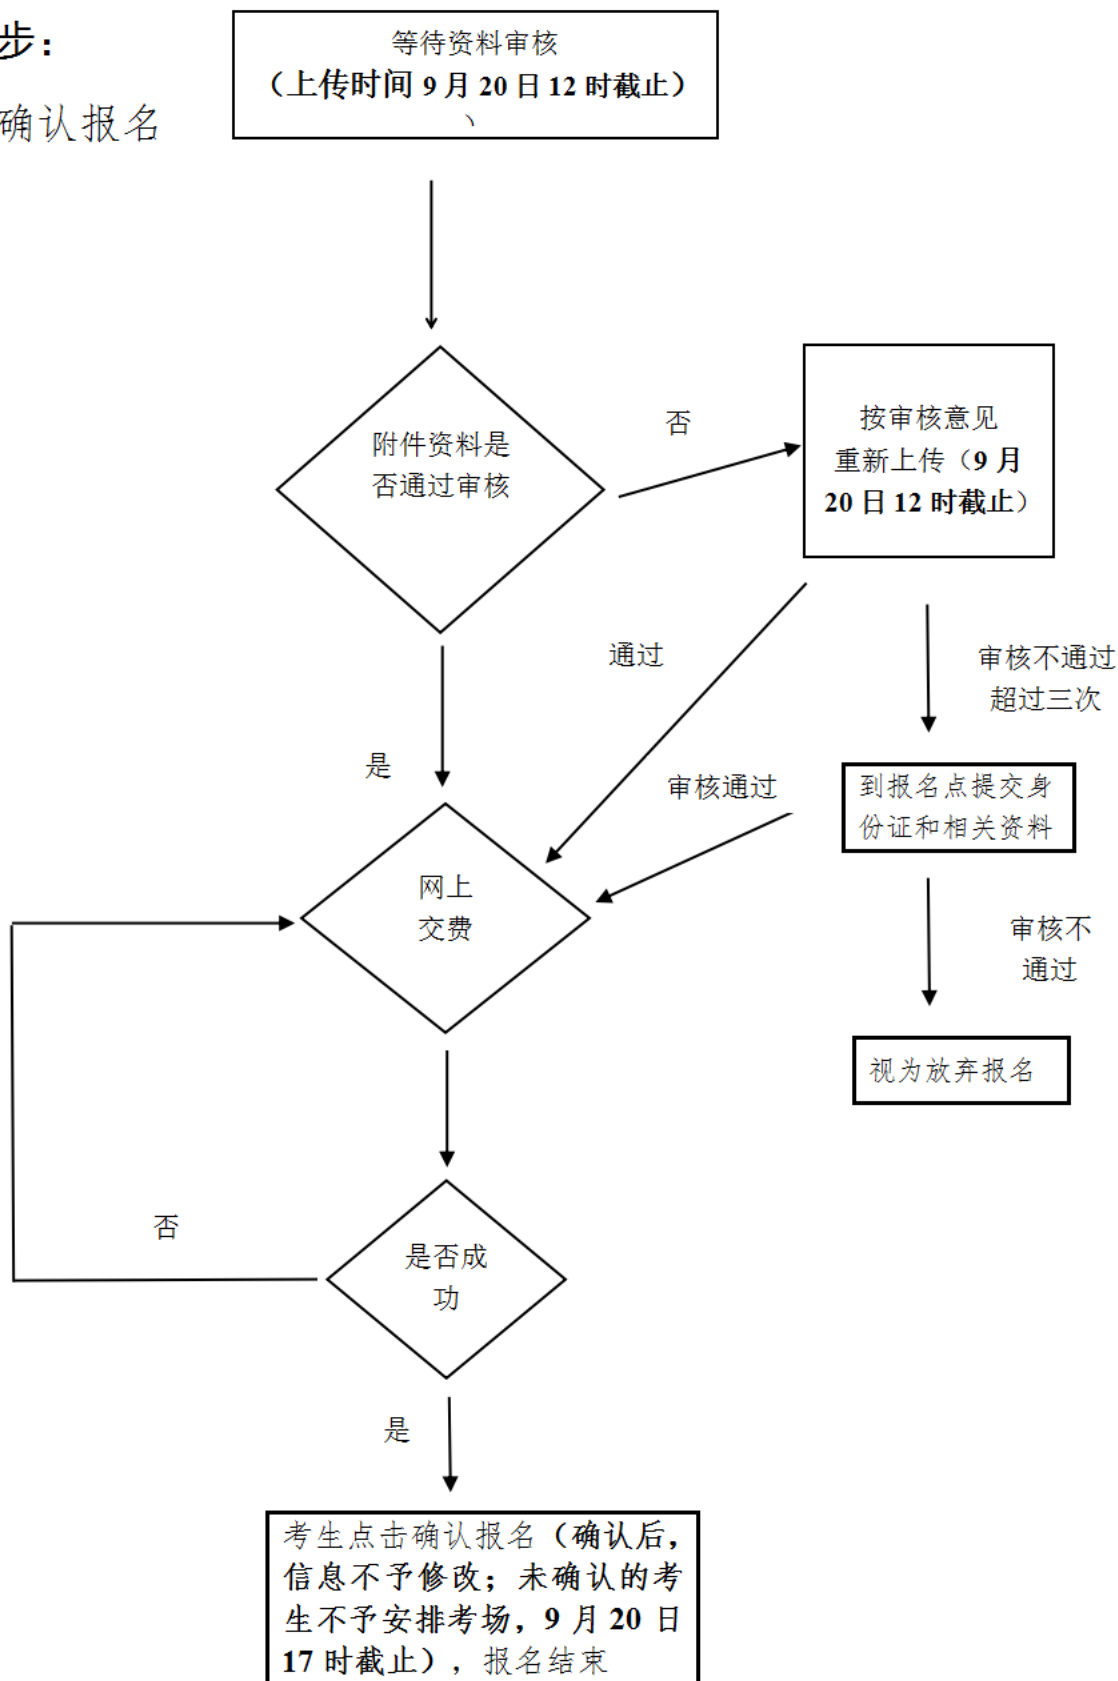 步：
确认报名
等待资料审核
（上传时间 9 月 20 日 12 时截止）
附件资料是
否通过审核
否
按审核意见
重新上传（9 月
20 日 12 时截止）
通过
审核不通过
超过三次
是
审核通过
到报名点提交身
份证和相关资料
网上
交费
审核不
通过
视为放弃报名
否
是否成
功
是
考生点击确认报名（确认后，
信息不予修改；未确认的考
生不予安排考场，9 月 20 日
17 时截止），报名结束